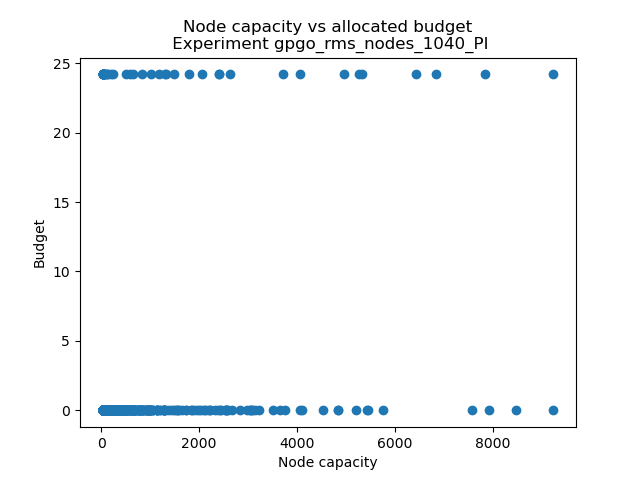 Node capacity vs allocated budget
Experiment gpgo_rms_nodes_1040_PI
25
20
15
10
5
0
Budget
0 2000 4000 6000 8000
Node capacity